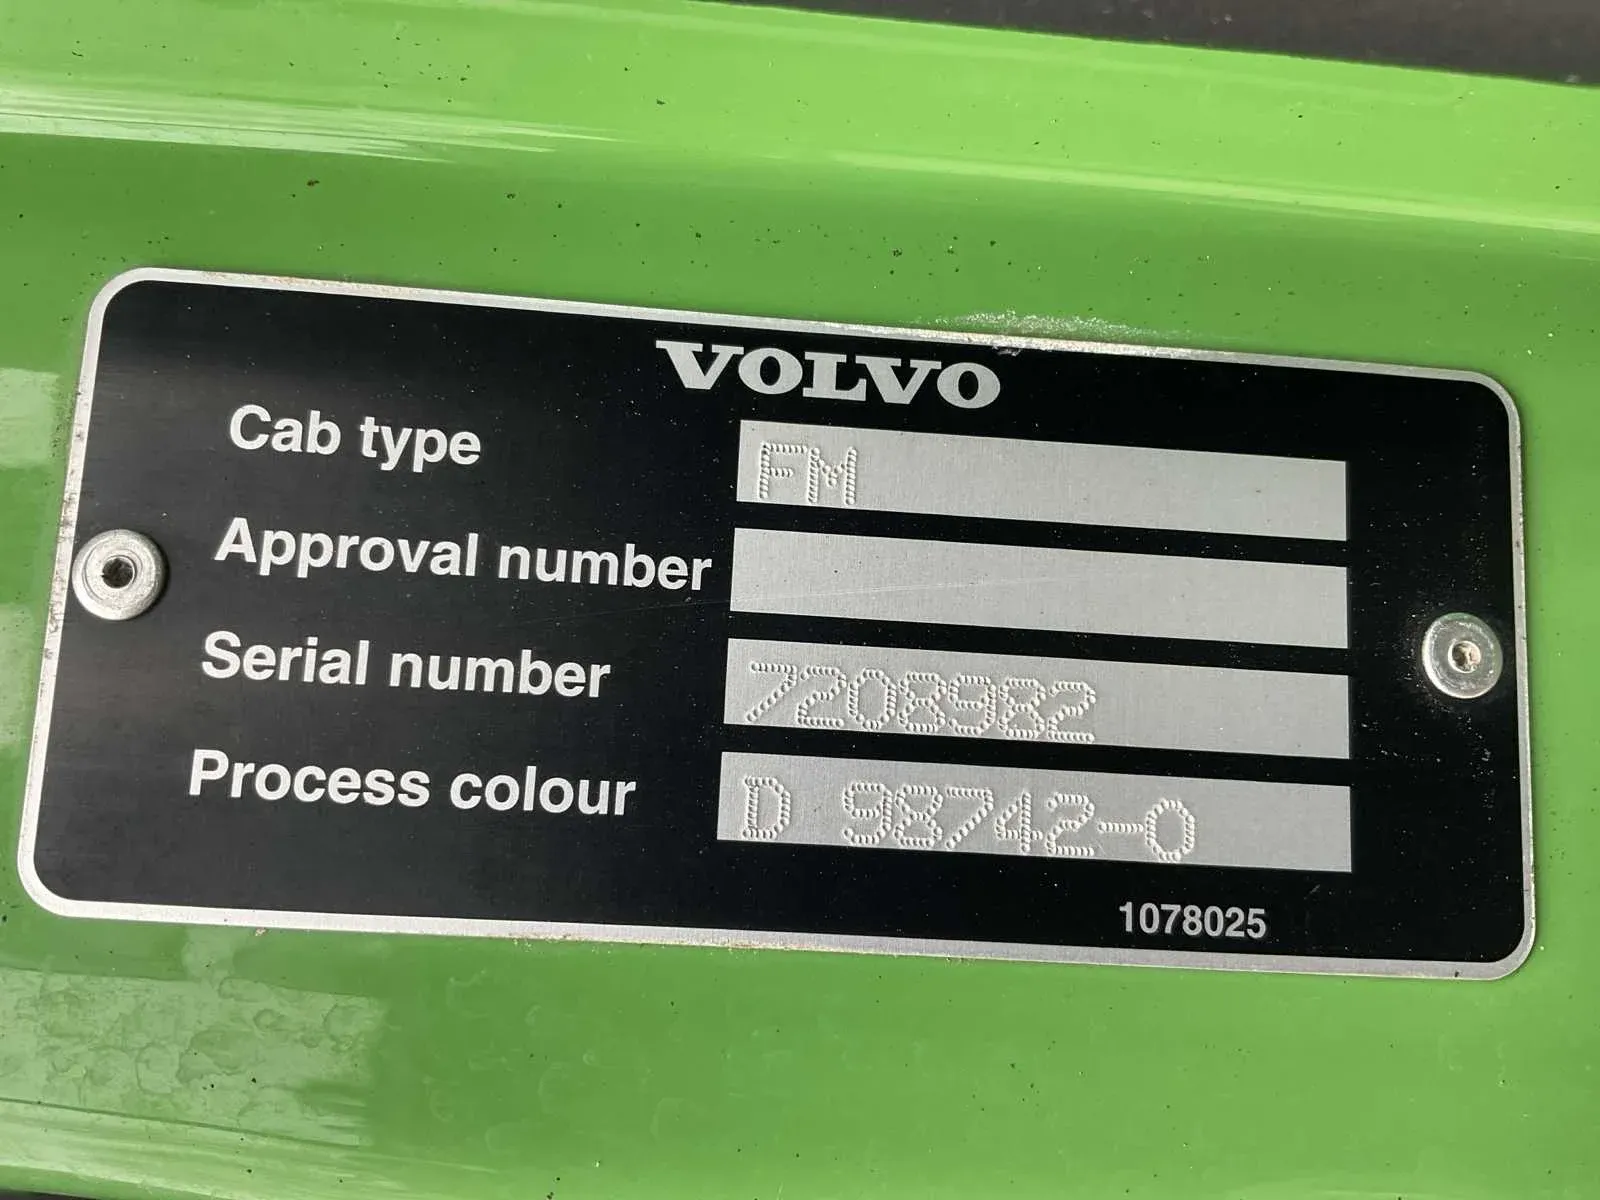 VOLVO
Cab type FM
Approval number
Serial number 7208982
Process colour D 98742-0
1078025